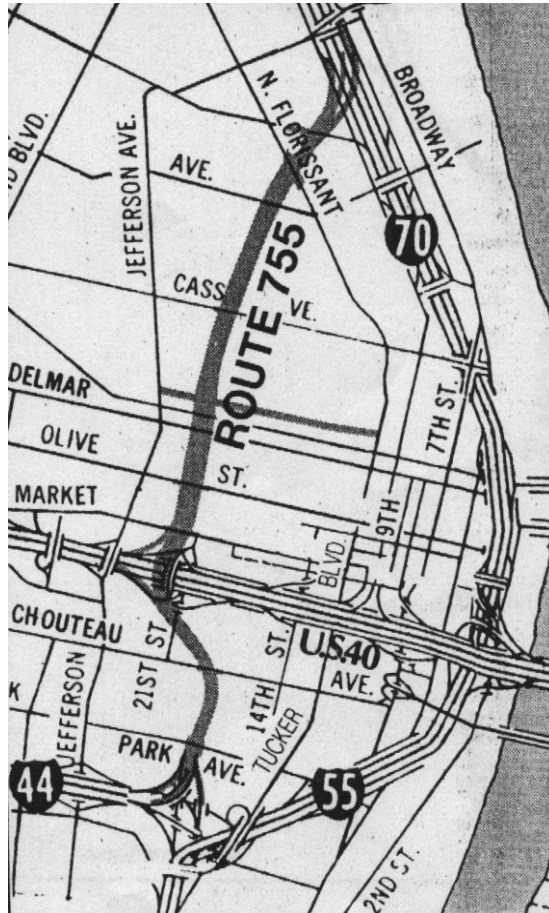 N. FLORISSANT
BROADWAY
BLVD.
JEFFERSON AVE.
AVE.
70
ROUTE 755
CASS AVE.
DELMAR
7TH ST.
OLIVE
ST.
MARKET
9TH
BLVD.
CHOUTEAU
21ST ST.
14TH ST.
U.S.40
AVE.
JEFFERSON
K
PARK AVE.
TUCKER
44
55
2ND ST.